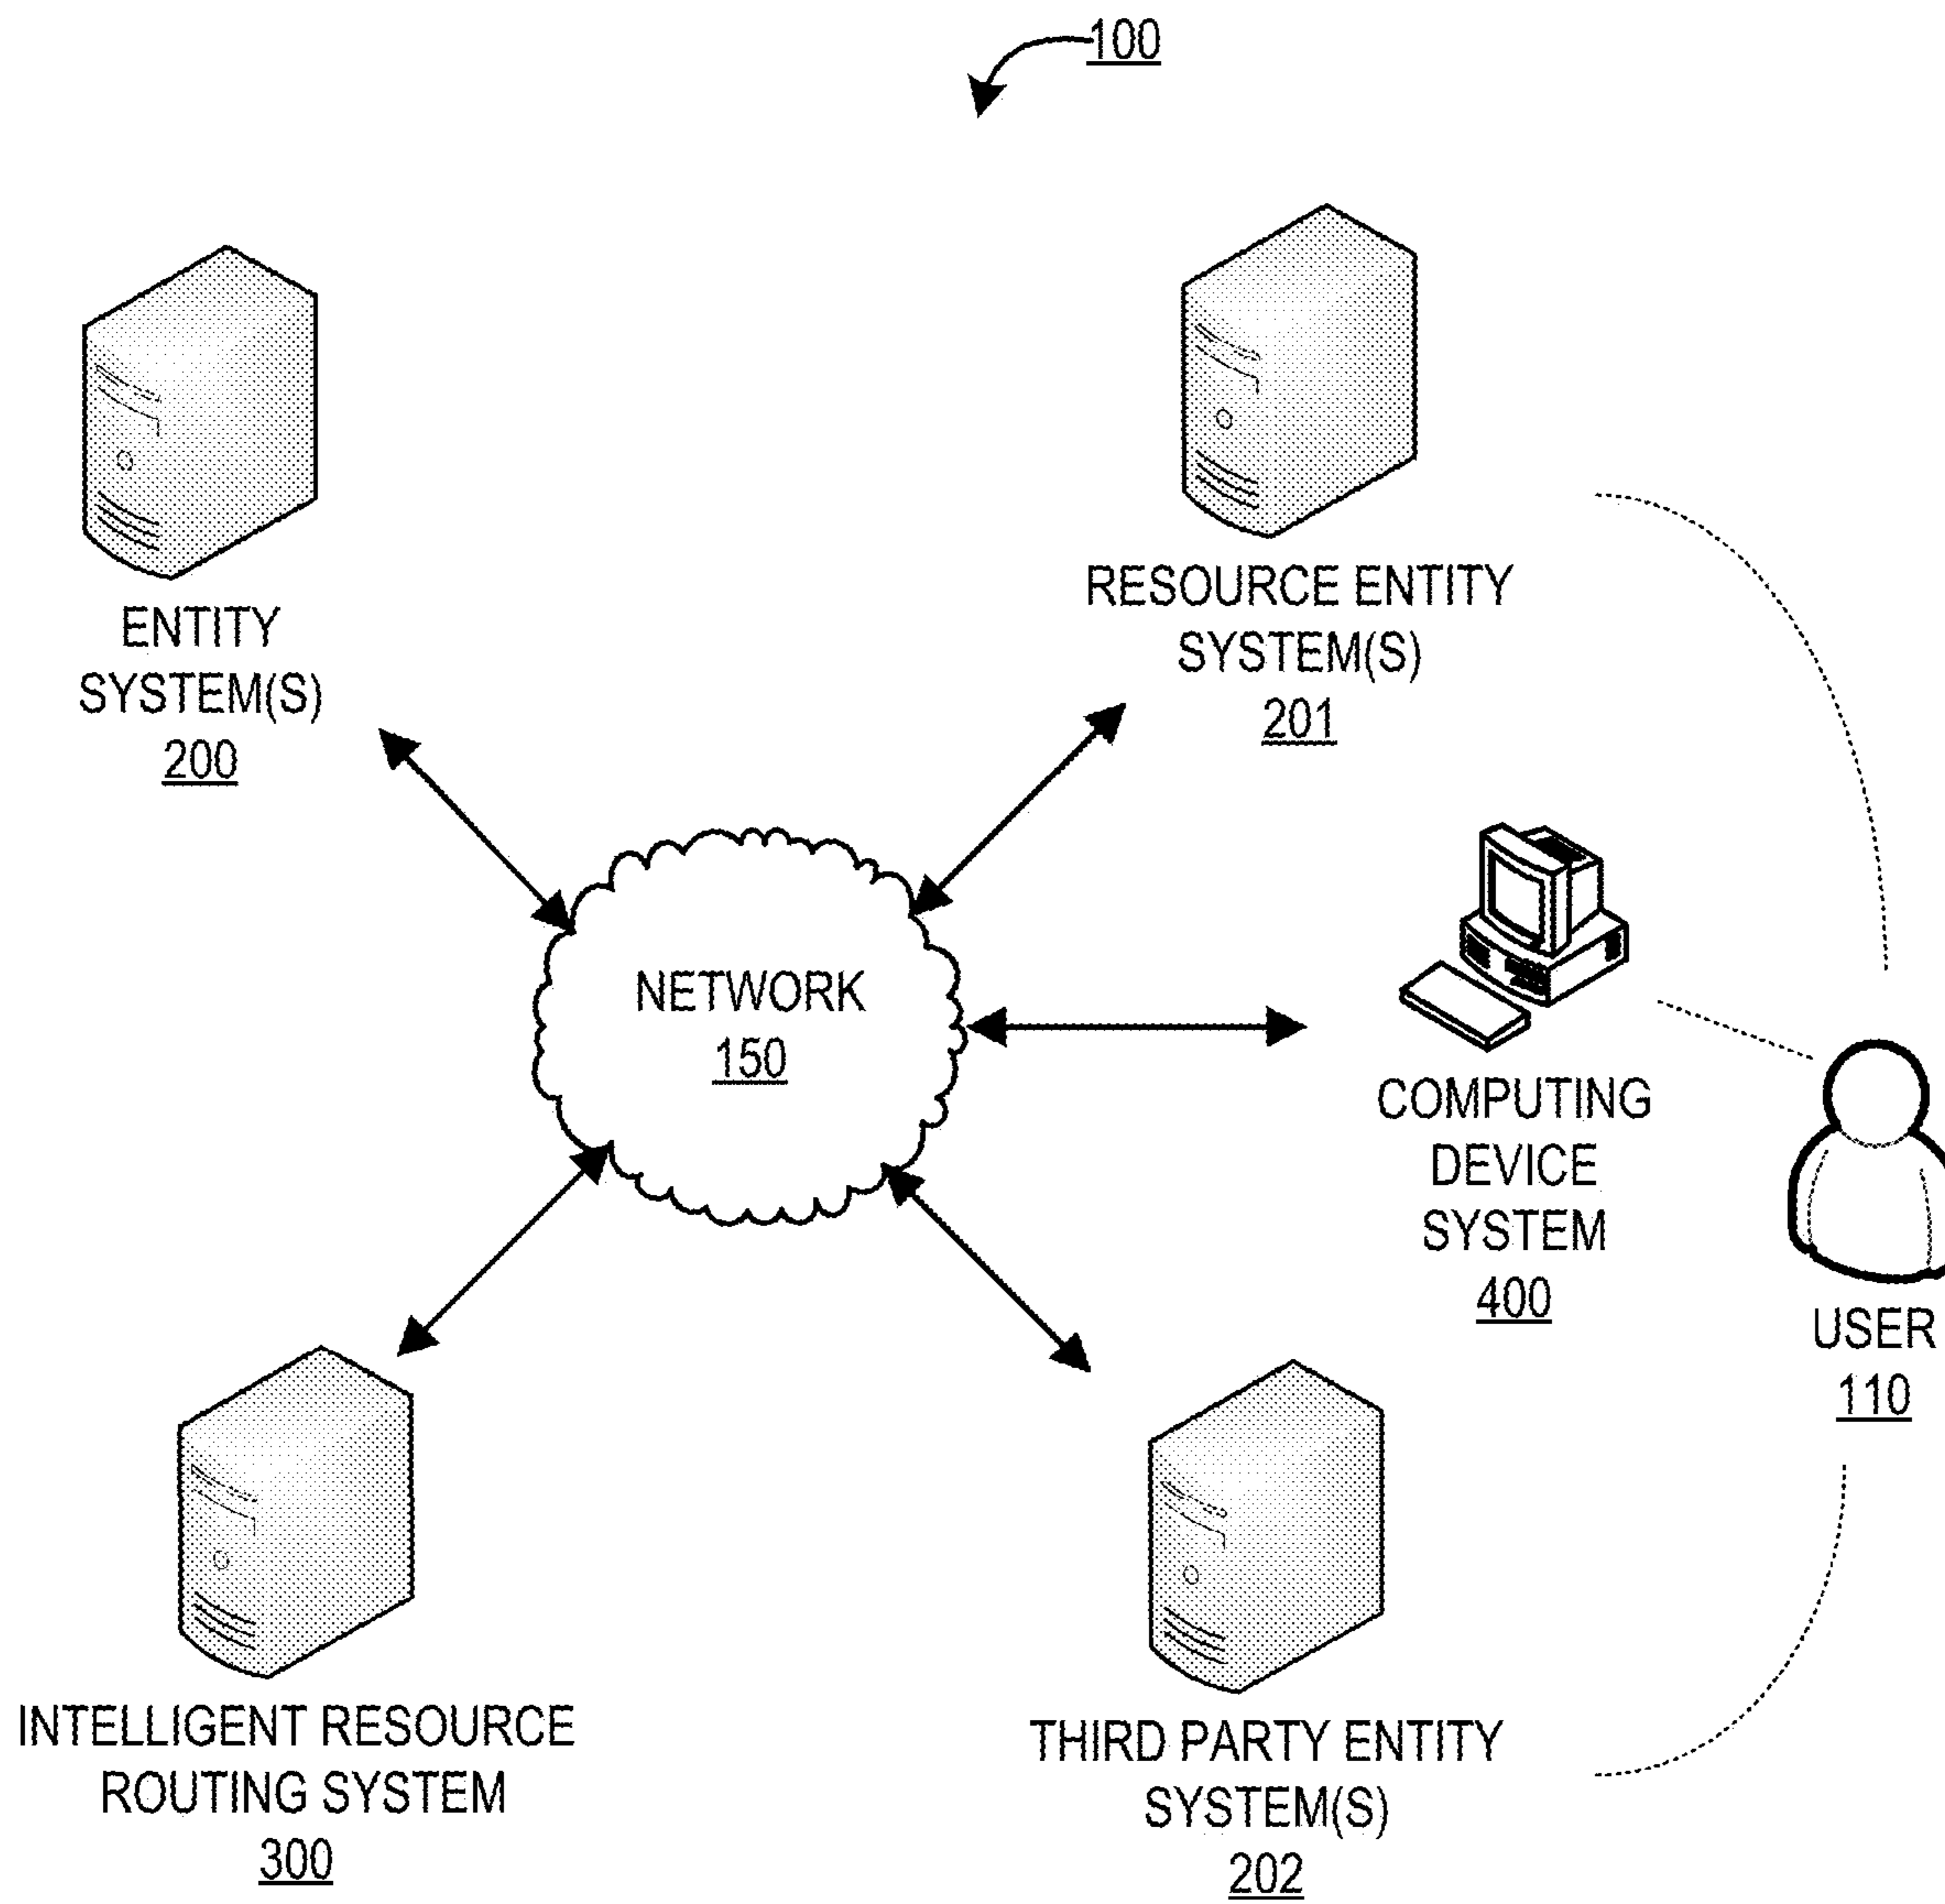 100
ENTITY
SYSTEM(S)
200
RESOURCE ENTITY
SYSTEM(S)
201
NETWORK
150
COMPUTING
DEVICE
SYSTEM
400
USER
110
INTELLIGENT RESOURCE
ROUTING SYSTEM
300
THIRD PARTY ENTITY
SYSTEM(S)
202